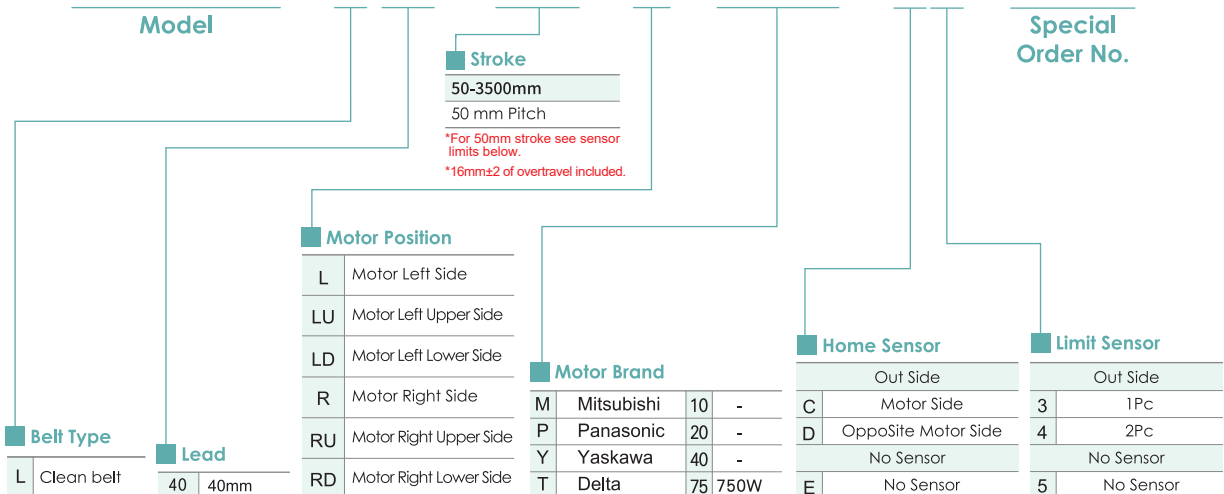 Model
Special
Order No.
Stroke
50-3500mm
50 mm Pitch
*For 50mm stroke see sensor
limits below.
*16mm±2 of overtravel included.
Motor Position
L Motor Left Side
LU Motor Left Upper Side
LD Motor Left Lower Side
R Motor Right Side
RU Motor Right Upper Side
RD Motor Right Lower Side
Home Sensor
Out Side
C Motor Side
D OppoSite Motor Side
No Sensor
E No Sensor
Limit Sensor
Out Side
3 1Pc
4 2Pc
No Sensor
5 No Sensor
Motor Brand
M Mitsubishi 10 -
P Panasonic 20 -
Y Yaskawa 40 -
T Delta 75 750W
Belt Type
L Clean belt
Lead
40 40mm